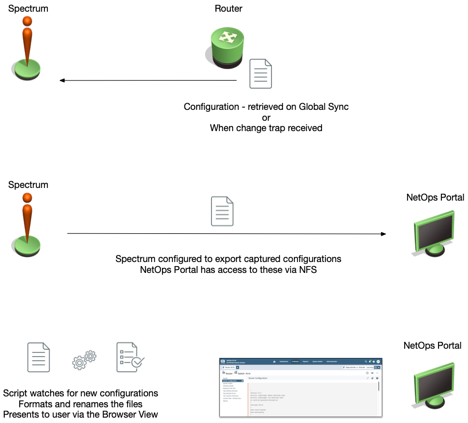 Spectrum
Router
Configuration - retrieved on Global Sync
or
When change trap received
Spectrum
NetOps Portal
Spectrum configured to export captured configurations
NetOps Portal has access to these via NFS
NetOps Portal
Script watches for new configurations
Formats and renames the files
Presents to user via the Browser View